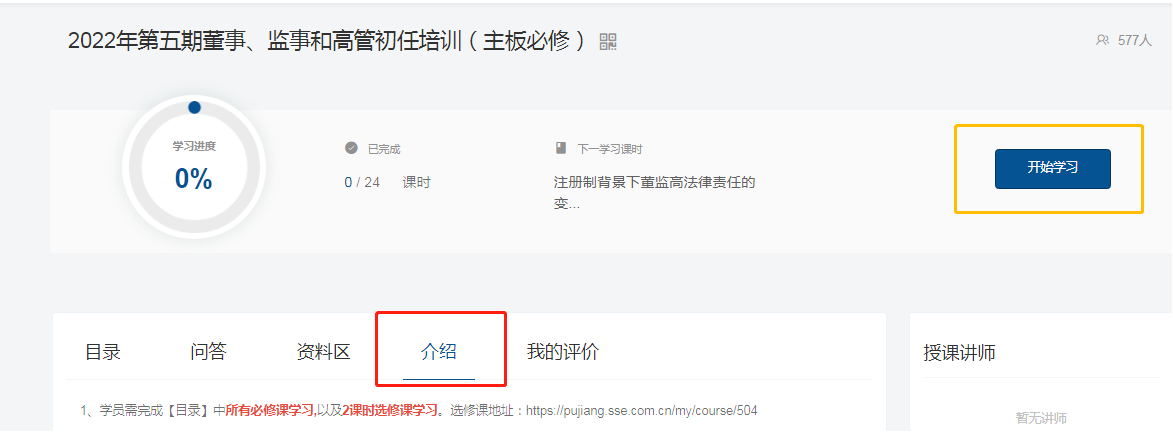 2022年第五期董事、监事和高管初任培训（主板必修）
577人
学习进度
0%
已完成
0 / 24 课时
下一学习课时
注册制背景下董监高法律责任的
变...
开始学习
目录 问答 资料区 介绍 我的评价
1、学员需完成【目录】中所有必修课学习,以及2课时选修课学习。选修课地址：https://pujiang.sse.com.cn/my/course/504
授课讲师
暂无讲师